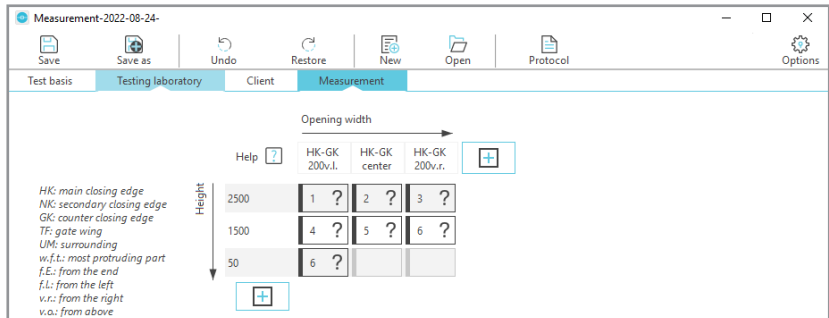 Measurement-2022-08-24-
Save Save as Undo Restore New Open Protocol Options
Test basis Testing laboratory Client Measurement
Opening width
Help ? HK-GK 200v.l. HK-GK center HK-GK 200v.r.
Height
2500 1 ? 2 ? 3 ?
1500 4 ? 5 ? 6 ?
50 6 ?
HK: main closing edge
NK: secondary closing edge
GK: counter closing edge
TF: gate wing
UM: surrounding
w.f.t.: most protruding part
f.E.: from the end
f.l.: from the left
v.r.: from the right
v.o.: from above